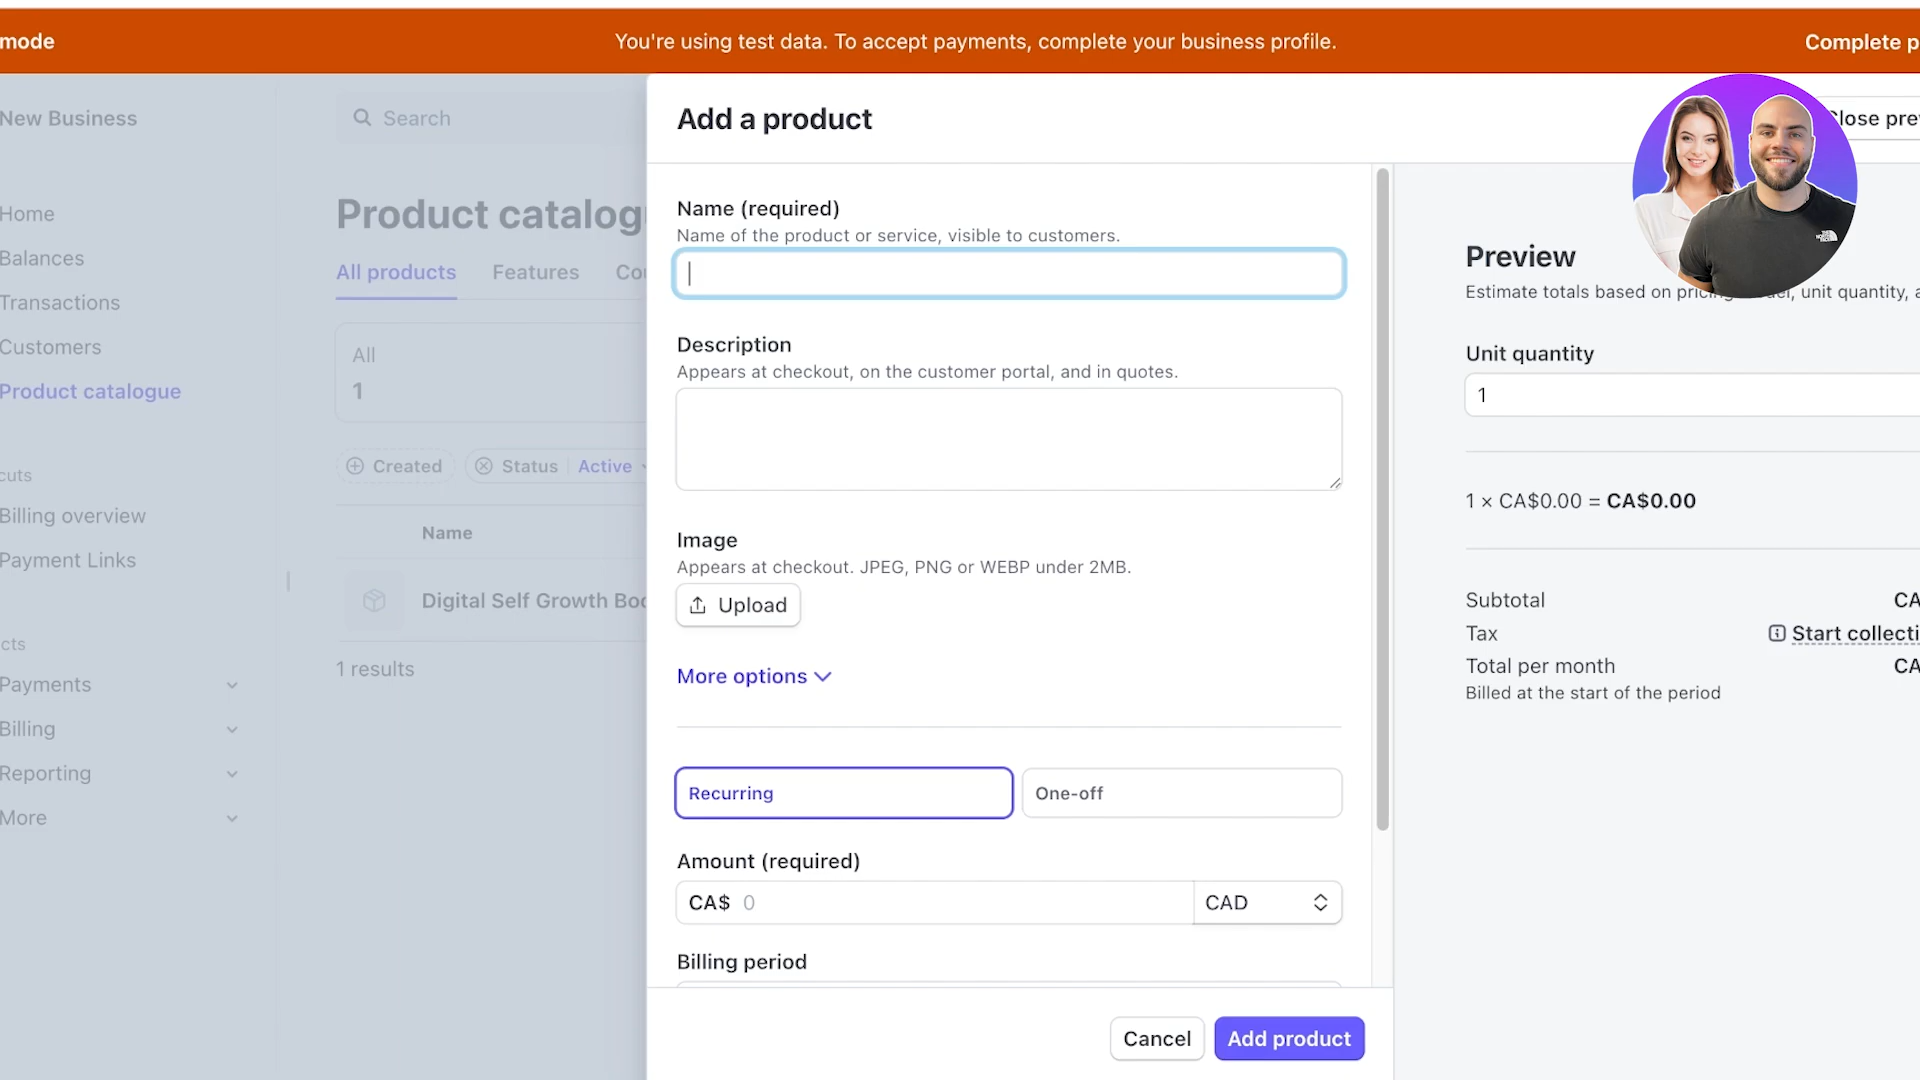 mode
You're using test data. To accept payments, complete your business profile.
Complete p
New Business
Search
Home
Balances
Transactions
Customers
Product catalogue
cuts
Billing overview
Payment Links
cts
Payments
Billing
Reporting
More
Product catalog
All products
Features
Cou
All
1
Created
Status
Active
Name
Digital Self Growth Boo
1 results
Add a product
Close prev
Name (required)
Name of the product or service, visible to customers.
Description
Appears at checkout, on the customer portal, and in quotes.
Image
Appears at checkout. JPEG, PNG or WEBP under 2MB.
Upload
More options
Recurring
One-off
Amount (required)
CA$ 0
CAD
Billing period
Cancel
Add product
THE NORTH FACE
Preview
Estimate totals based on pricing unit quantity, a
Unit quantity
1
1 × CA$0.00 = CA$0.00
Subtotal
CA
Tax
Start collecti
Total per month
CA
Billed at the start of the period